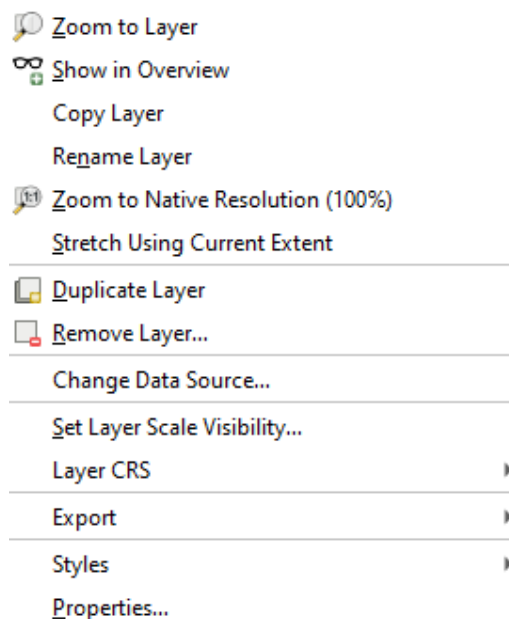 Zoom to Layer
Show in Overview
Copy Layer
Rename Layer
Zoom to Native Resolution (100%)
Stretch Using Current Extent
Duplicate Layer
Remove Layer...
Change Data Source...
Set Layer Scale Visibility...
Layer CRS
Export
Styles
Properties...